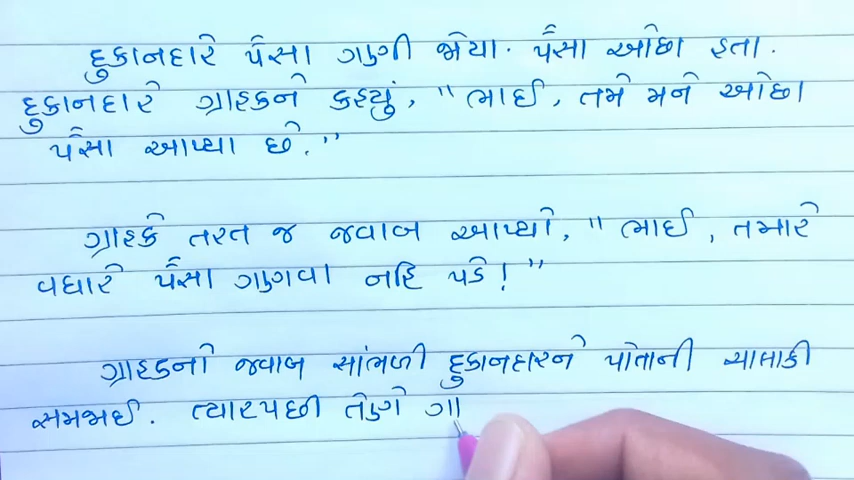 દુકાનદારે પૈસા ગણી જોયા. પૈસા ઓછા હતા.
દુકાનદારે ગ્રાહકને કહ્યું, "ભાઈ, તમે મને ઓછા
પૈસા આપ્યા છે."
ગ્રાહકે તરત જ જવાબ આપ્યો, "ભાઈ, તમારે
વધારે પૈસા ગણવા નહિ પડે!"
ગ્રાહકનો જવાબ સાંભળી દુકાનદારને પોતાની ચાલાકી
સમજાઈ. ત્યારપછી તેણે ગા